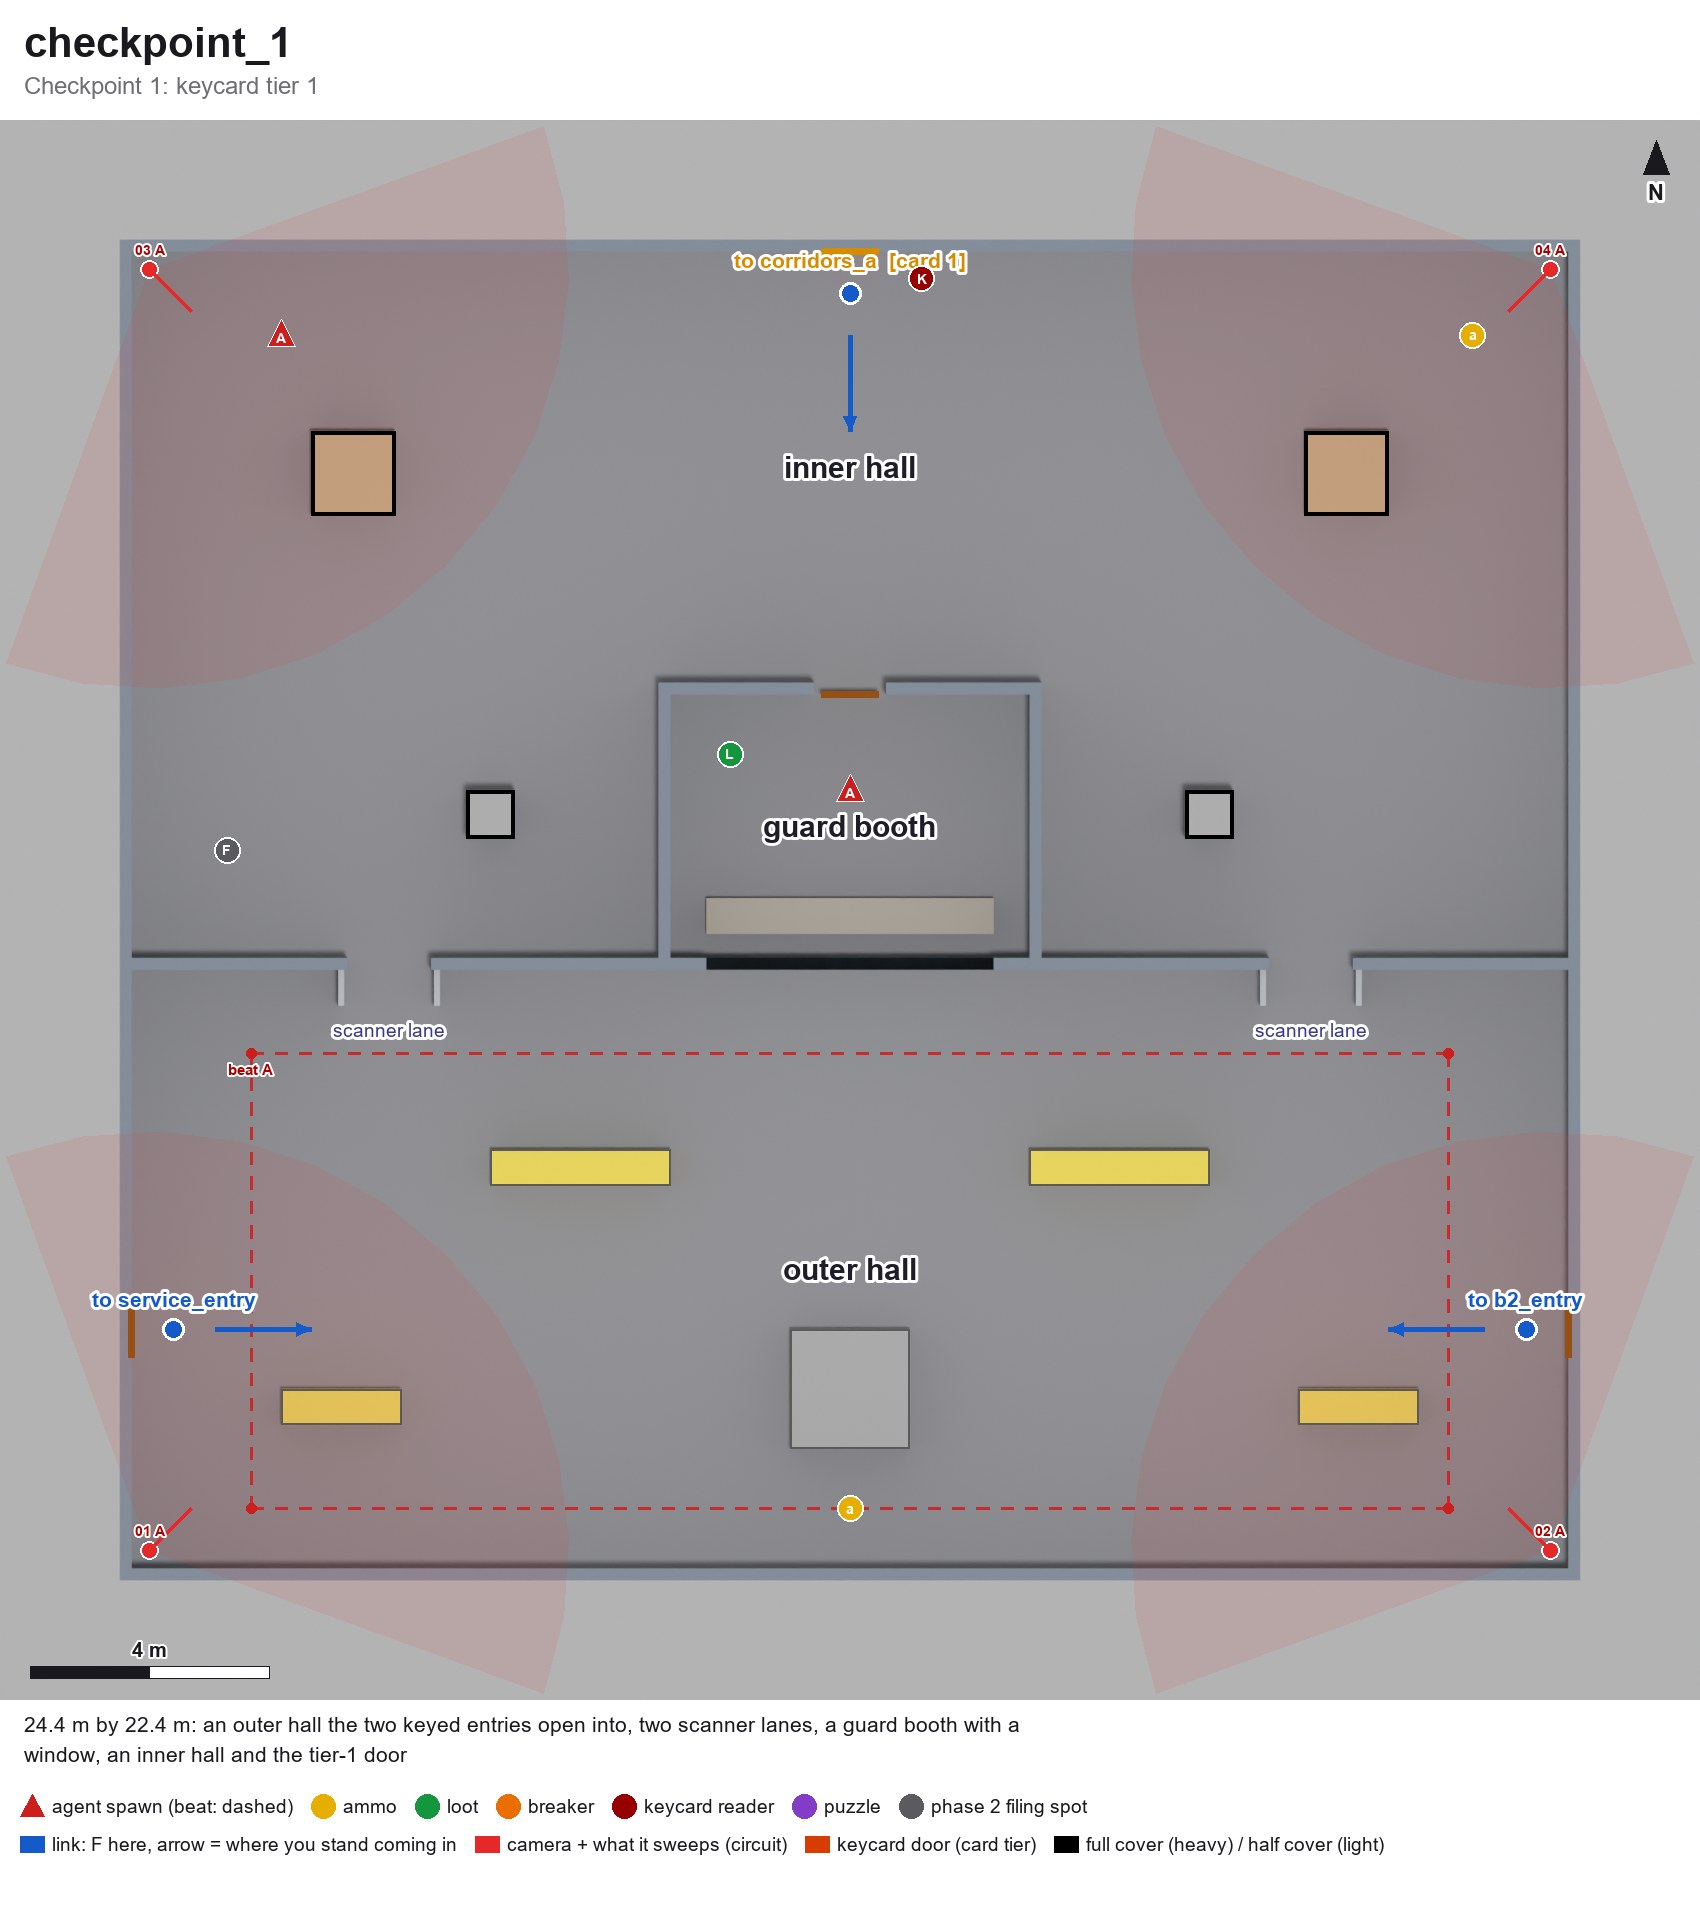 checkpoint_1
Checkpoint 1: keycard tier 1
N
03 A
04 A
to corridors_a [card 1]
K
A
a
inner hall
L
A
guard booth
F
scanner lane
scanner lane
beat A
outer hall
to service_entry
to b2_entry
a
01 A
02 A
4 m
24.4 m by 22.4 m: an outer hall the two keyed entries open into, two scanner lanes, a guard booth with a
window, an inner hall and the tier-1 door
agent spawn (beat: dashed)
ammo
loot
breaker
keycard reader
puzzle
phase 2 filing spot
link: F here, arrow = where you stand coming in
camera + what it sweeps (circuit)
keycard door (card tier)
full cover (heavy) / half cover (light)